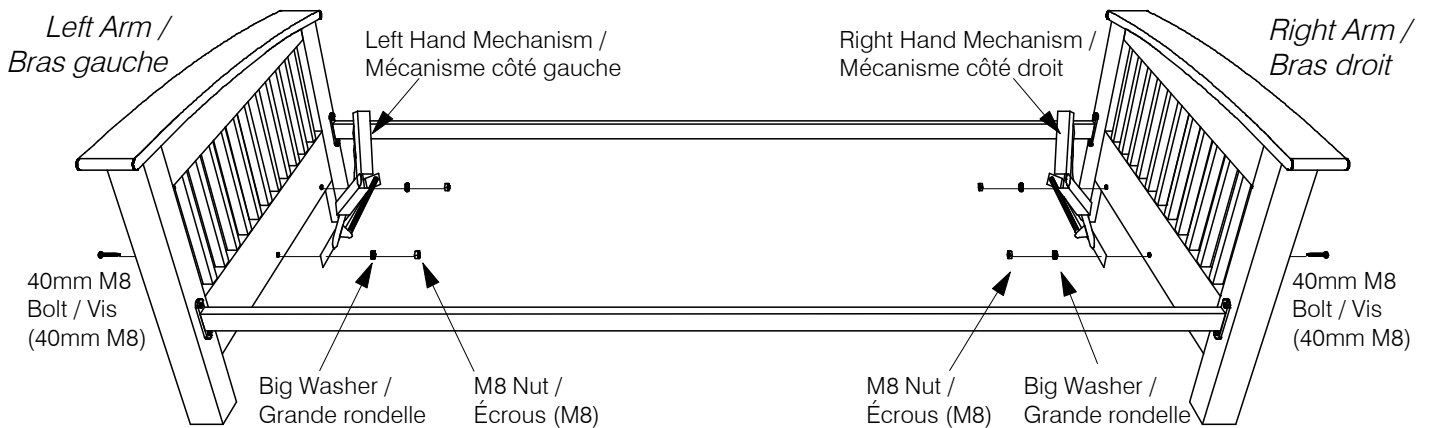 Left Arm /
Bras gauche
Left Hand Mechanism /
Mécanisme côté gauche
Right Hand Mechanism /
Mécanisme côté droit
Right Arm /
Bras droit
40mm M8
Bolt / Vis
(40mm M8)
40mm M8
Bolt / Vis
(40mm M8)
Big Washer /
Grande rondelle
M8 Nut /
Écrous (M8)
M8 Nut /
Écrous (M8)
Big Washer /
Grande rondelle